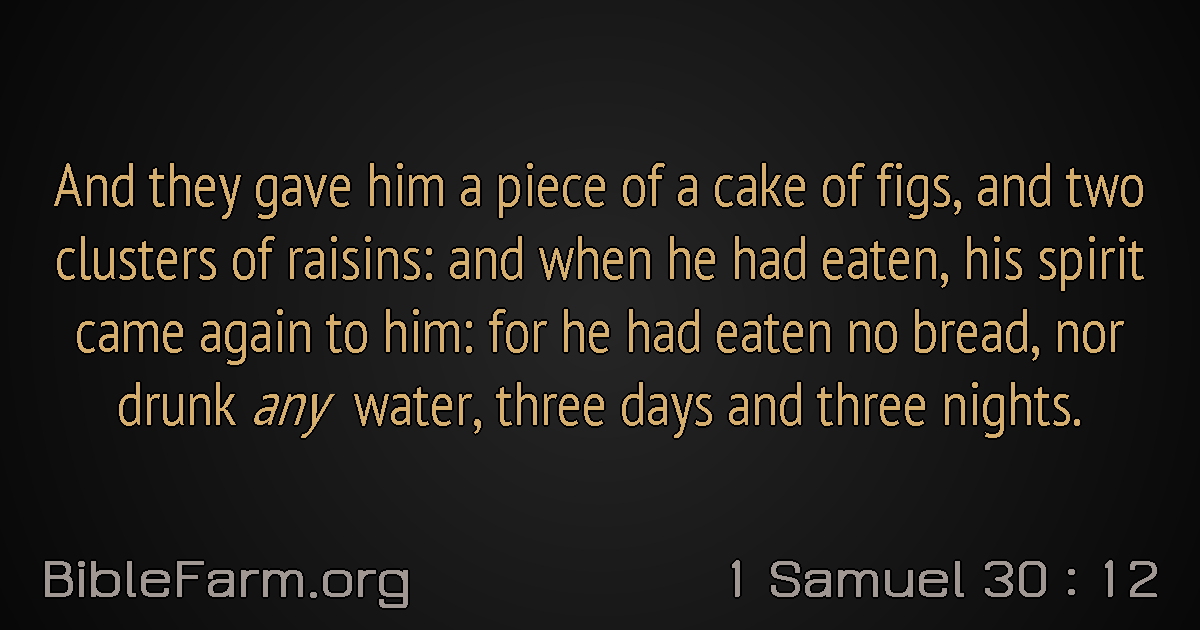 And they gave him a piece of a cake of figs, and two
clusters of raisins: and when he had eaten, his spirit
came again to him: for he had eaten no bread, nor
drunk any water, three days and three nights.
BibleFarm.org
1 Samuel 30 : 12